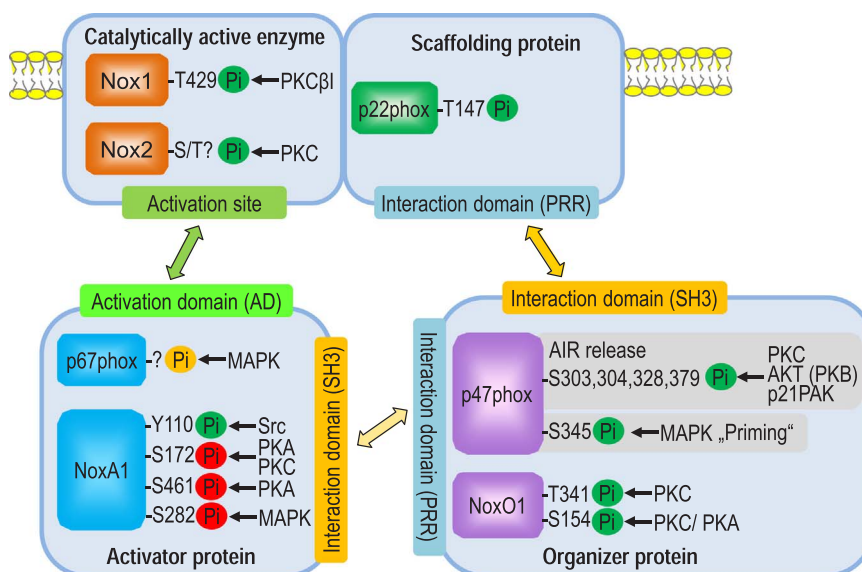 Catalytically active enzyme
Nox1 -T429 Pi PKCβI
Nox2 -S/T? Pi PKC
Activation site
Scaffolding protein
p22phox -T147 Pi
Interaction domain (PRR)
Activation domain (AD)
p67phox -? Pi MAPK
NoxA1
-Y110 Pi Src
-S172 Pi PKA
PKC
-S461 Pi PKA
-S282 Pi MAPK
Activator protein
Interaction domain (SH3)
Interaction domain (SH3)
Interaction domain (PRR)
p47phox
AIR release
-S303,304,328,379 Pi
PKC
AKT (PKB)
p21PAK
-S345 Pi MAPK „Priming“
NoxO1
-T341 Pi PKC
-S154 Pi PKC/ PKA
Organizer protein